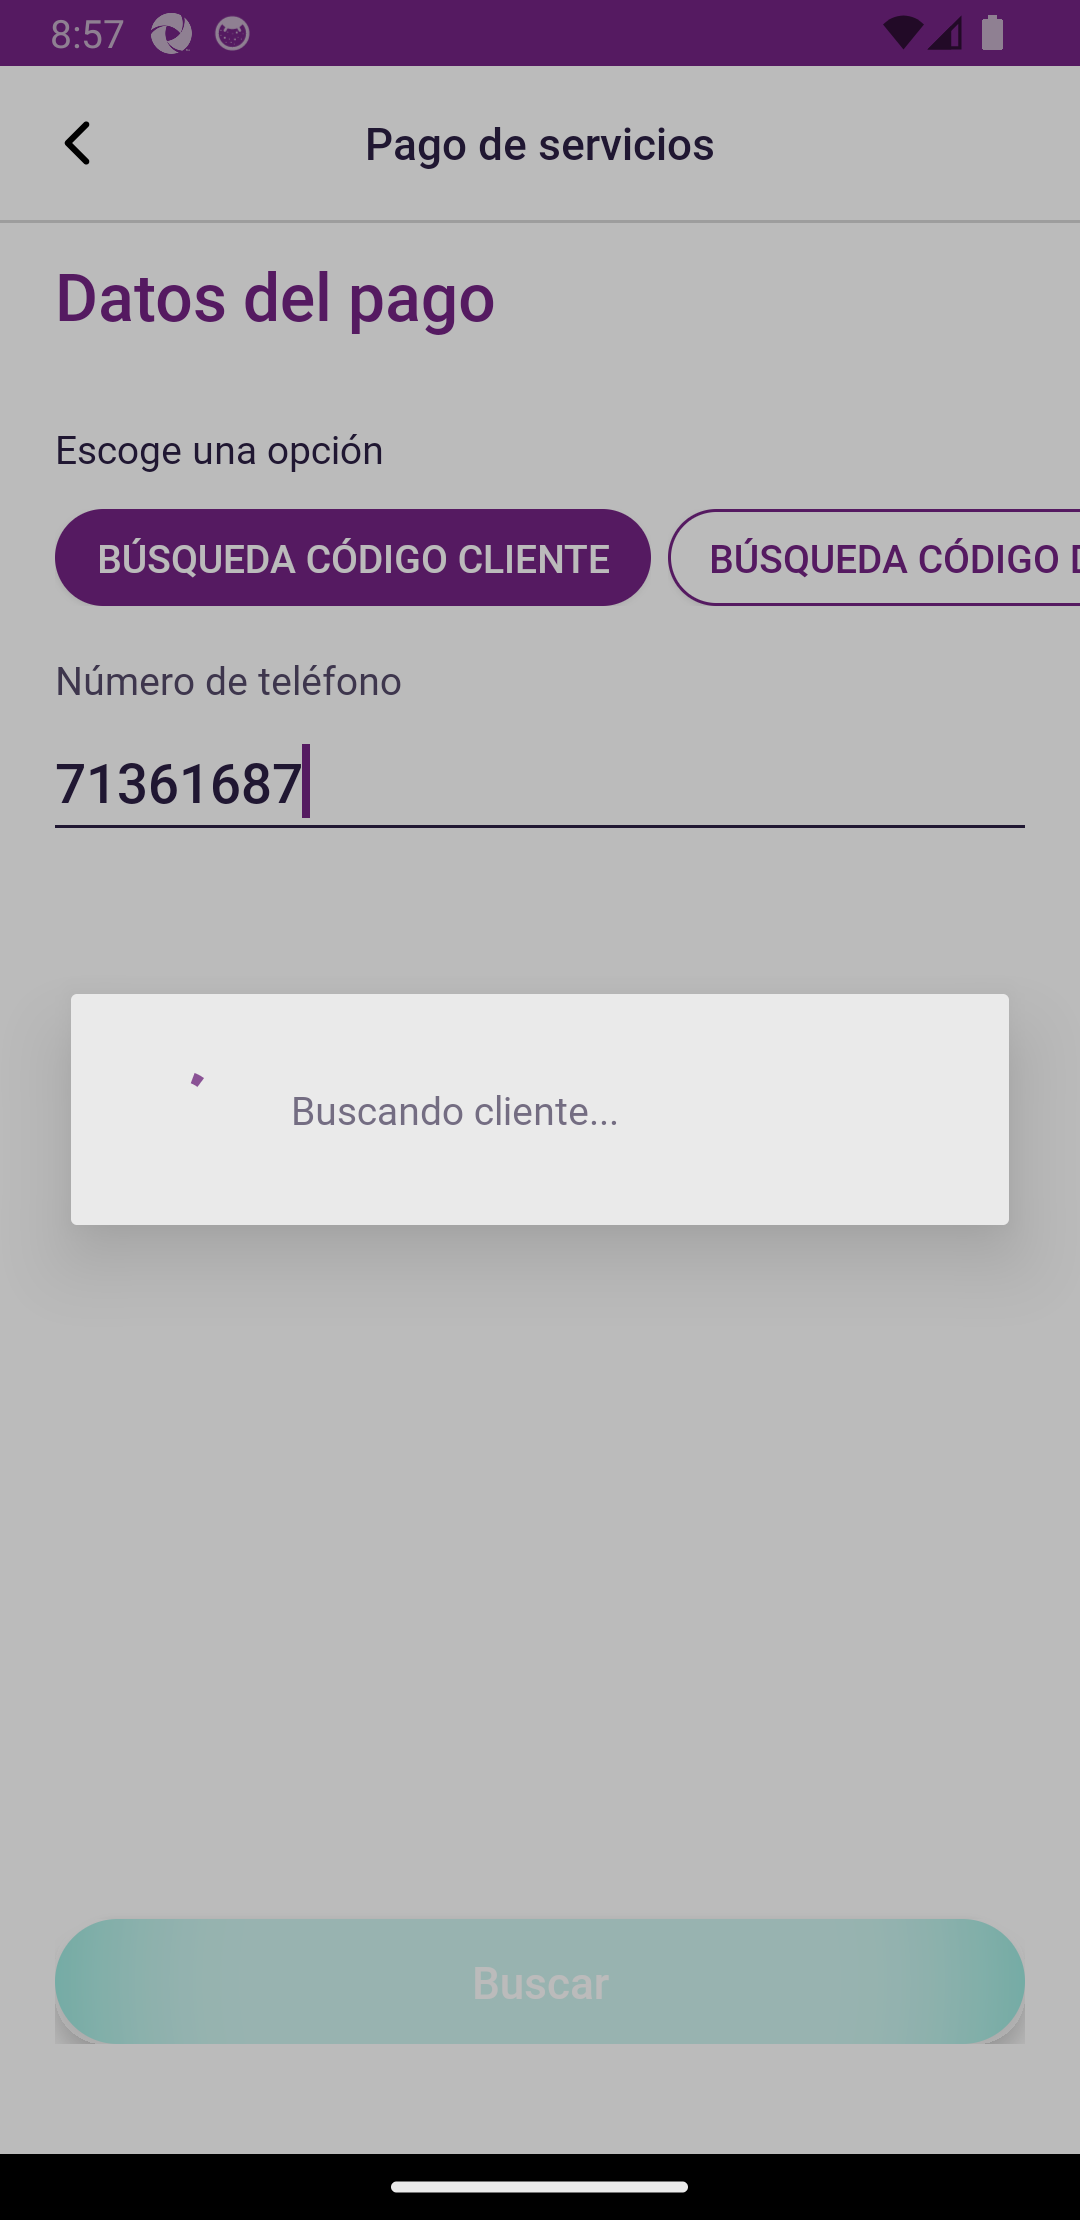 8:57
Pago de servicios
Datos del pago
Escoge una opción
BÚSQUEDA CÓDIGO CLIENTE
BÚSQUEDA CÓDIGO
Número de teléfono
71361687
Buscando cliente...
Buscar